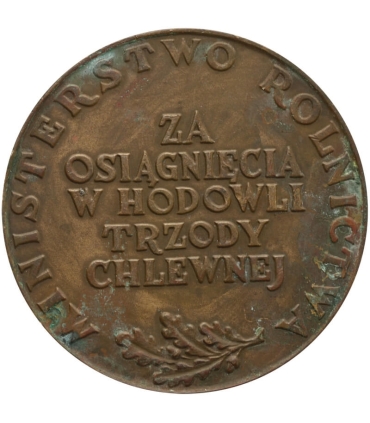 MINISTERSTWO ROLNICTWA
ZA
OSIĄGNIĘCIA
W HODOWLI
TRZODY
CHLEWNEJ